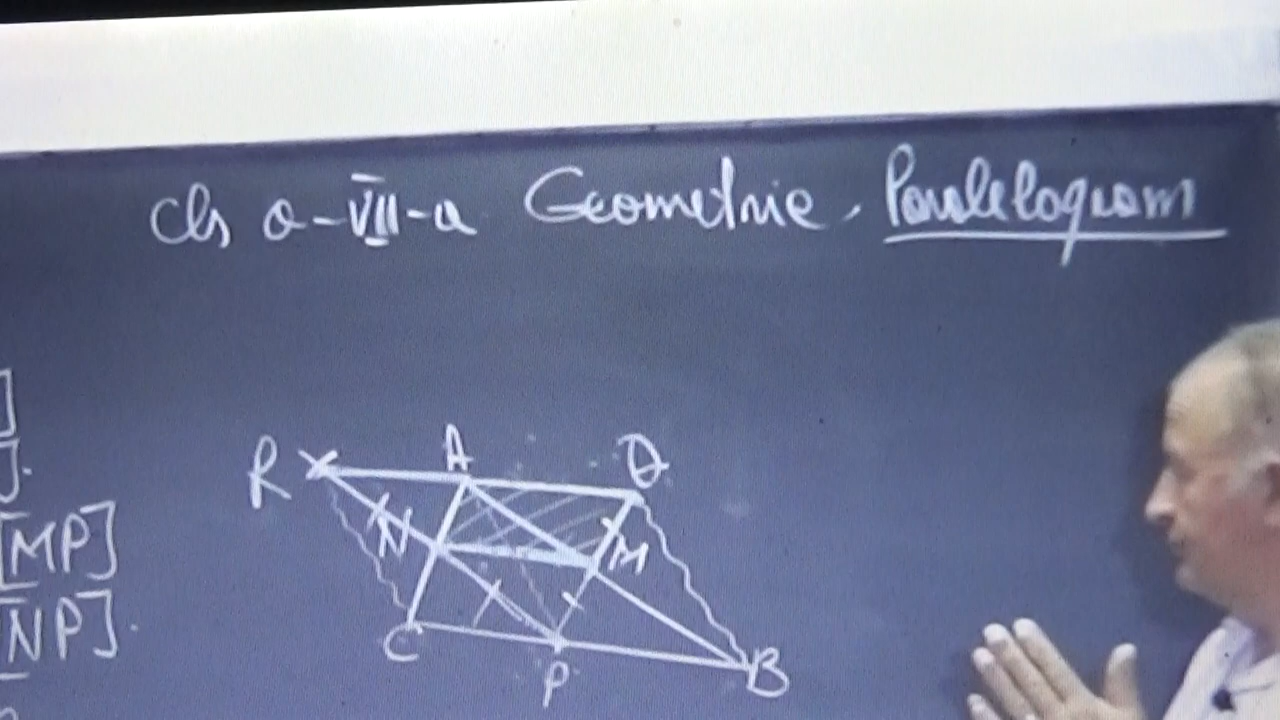 Cls a-VII-a Geometrie. Paralelogram
]
].
[MP]
[NP].
R A Q
N M
C P B